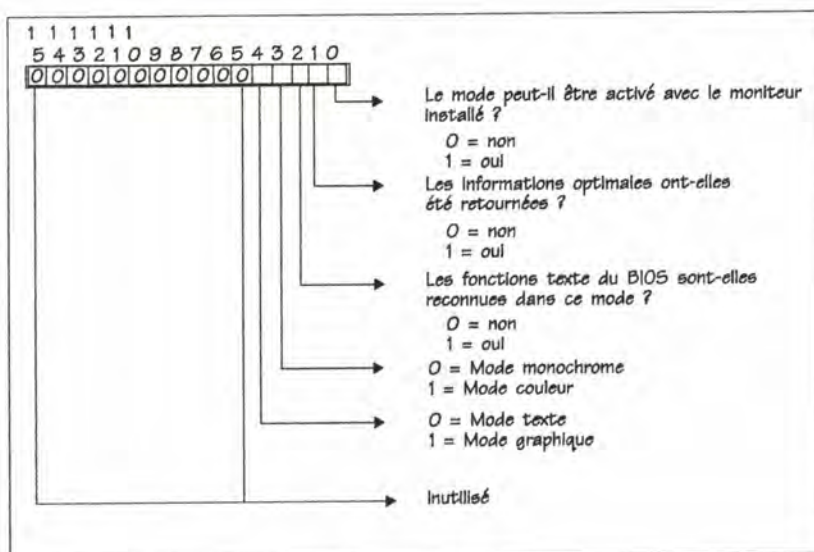 1 1 1 1 1 1
5 4 3 2 1 0 9 8 7 6 5 4 3 2 1 0
0 0 0 0 0 0 0 0 0 0 0
Le mode peut-il être activé avec le moniteur
installé ?
0 = non
1 = oui
Les informations optimales ont-elles
été retournées ?
0 = non
1 = oui
Les fonctions texte du BIOS sont-elles
reconnues dans ce mode ?
0 = non
1 = oui
0 = Mode monochrome
1 = Mode couleur
0 = Mode texte
1 = Mode graphique
Inutilisé